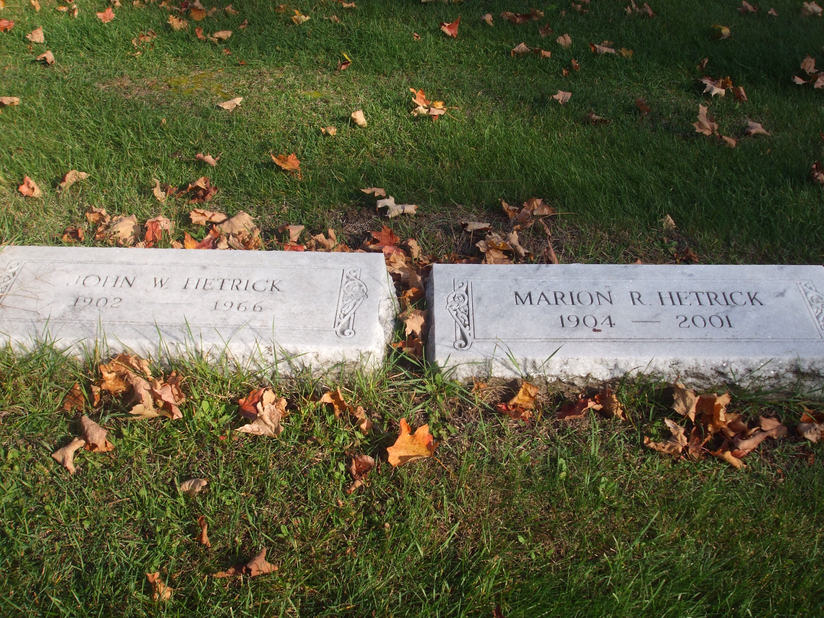 JOHN W. HETRICK
1902 — 1966
MARION R. HETRICK
1904 — 2001